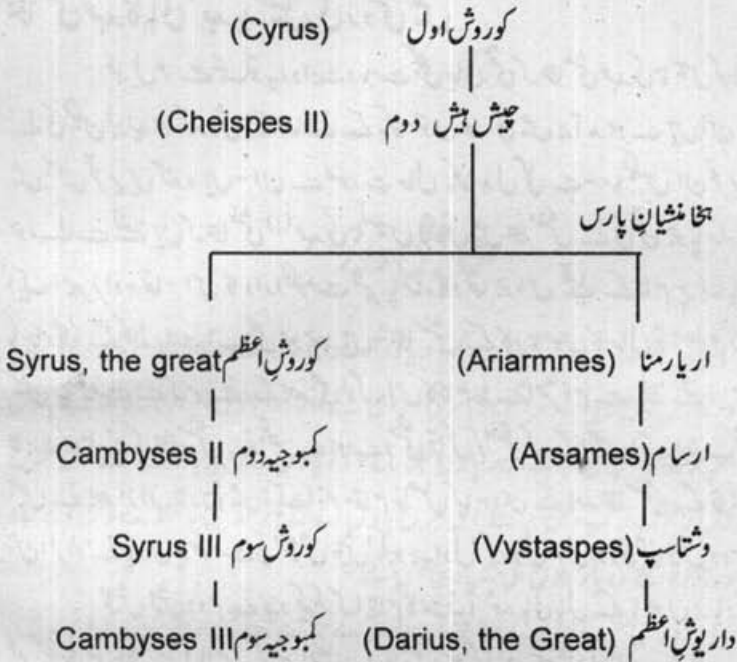 کوروش اول (Cyrus)
چیش پیش دوم (Cheispes II)
ہخامنشیانِ پارس
اریارمنا (Ariarmnes)
کوروشِ اعظم Syrus, the great
ارسام (Arsames)
کمبوجیہ دوم Cambyses II
وشتاسپ (Vystaspes)
کوروش سوم Syrus III
داریوشِ اعظم (Darius, the Great)
کمبوجیہ سوم Cambyses III